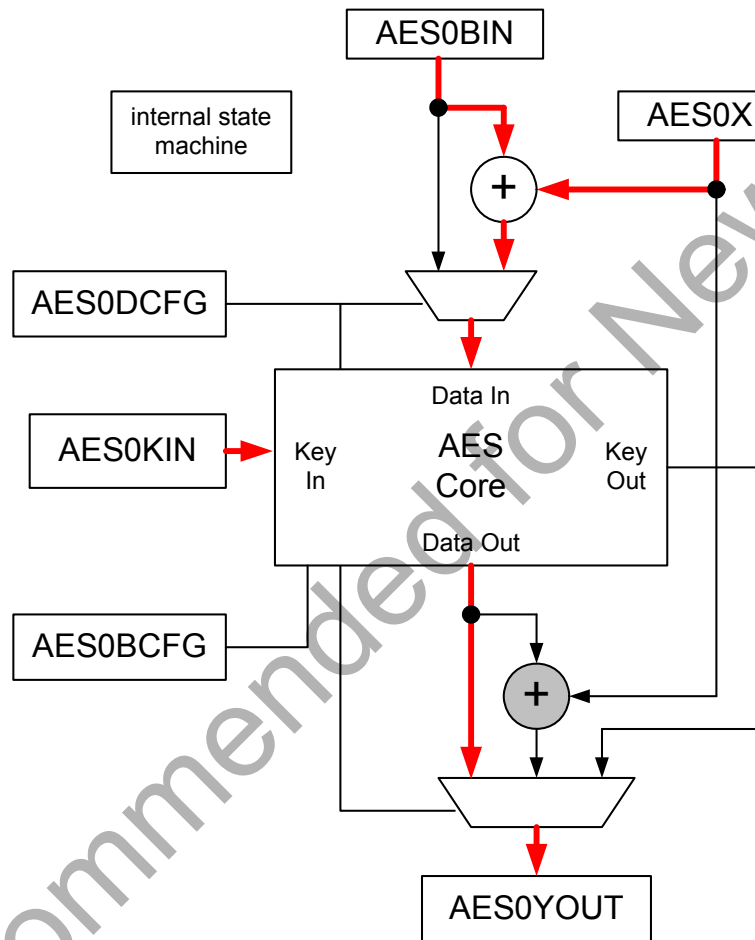 AES0BIN
internal state
machine
AES0X
+
AES0DCFG
Data In
AES0KIN
Key
In
AES
Core
Key
Out
Data Out
AES0BCFG
+
AES0YOUT
ommended for New